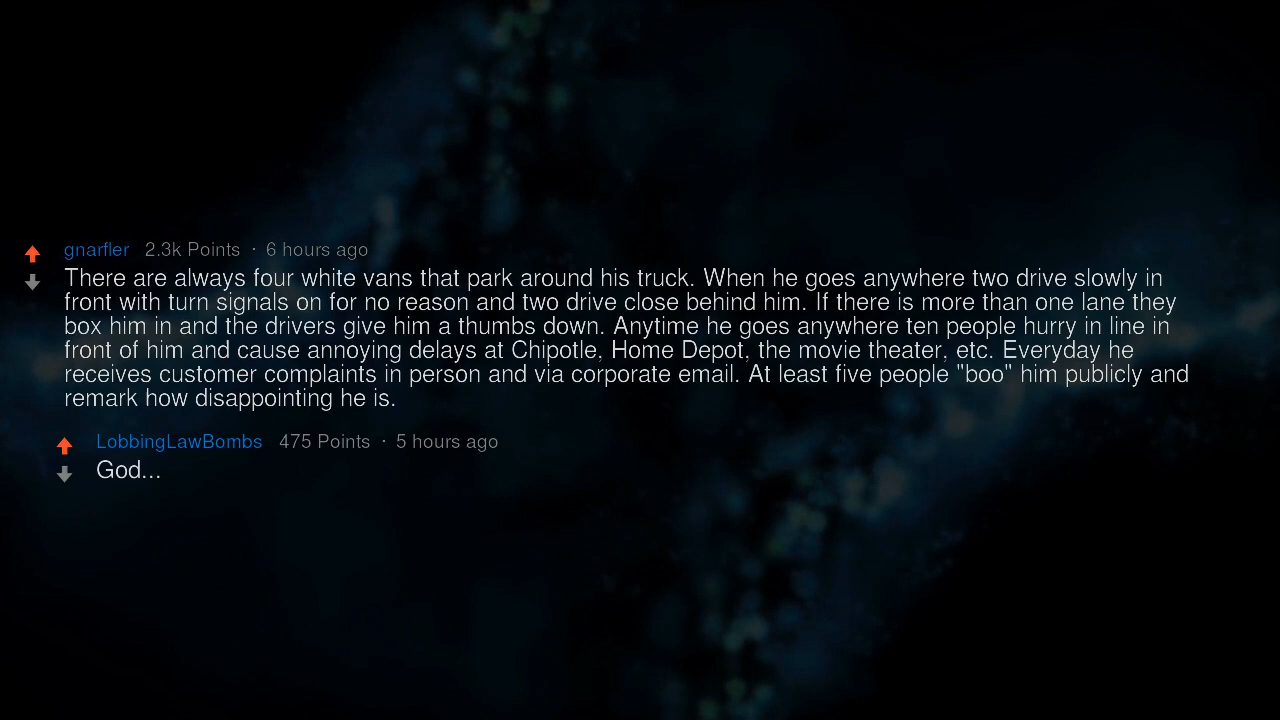 gnarfler 2.3k Points · 6 hours ago
There are always four white vans that park around his truck. When he goes anywhere two drive slowly in
front with turn signals on for no reason and two drive close behind him. If there is more than one lane they
box him in and the drivers give him a thumbs down. Anytime he goes anywhere ten people hurry in line in
front of him and cause annoying delays at Chipotle, Home Depot, the movie theater, etc. Everyday he
receives customer complaints in person and via corporate email. At least five people "boo" him publicly and
remark how disappointing he is.
LobbingLawBombs 475 Points · 5 hours ago
God...